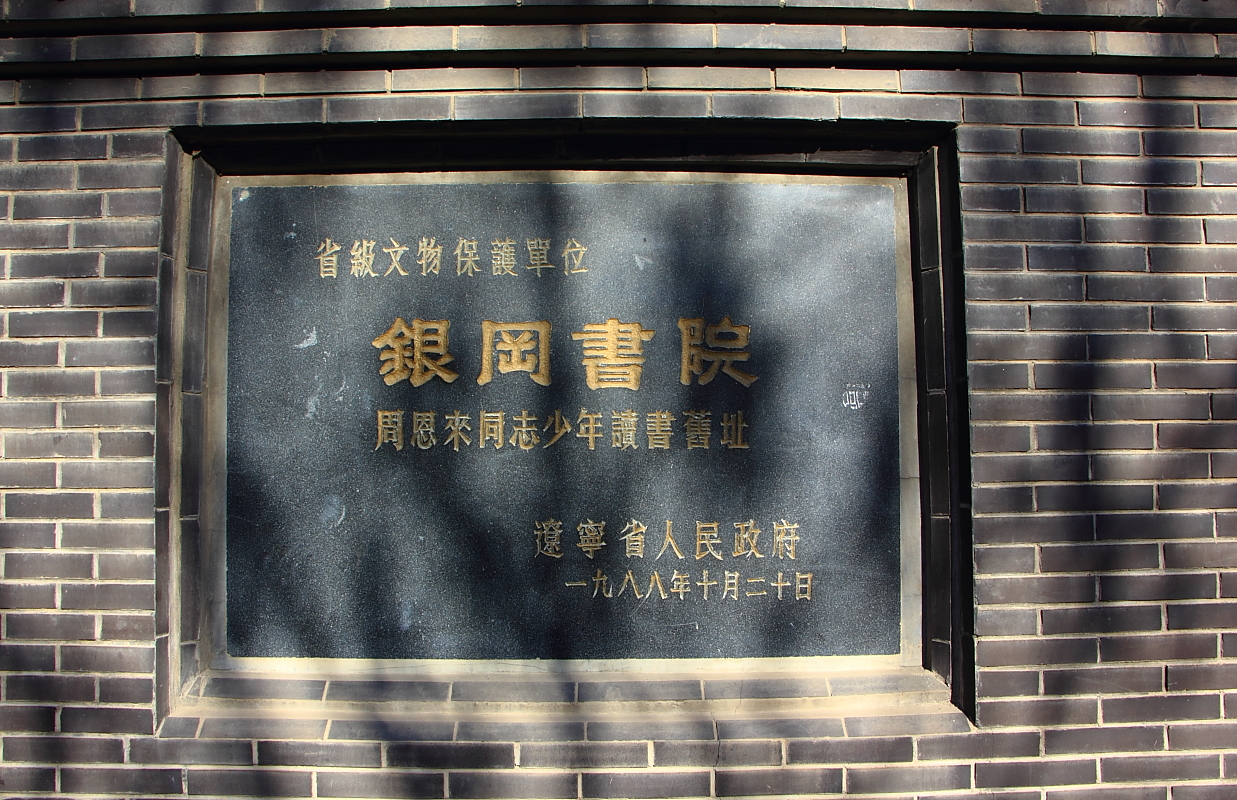 省級文物保護單位
銀岡書院
周恩來同志少年讀書舊址
遼寧省人民政府
一九八八年十月二十日